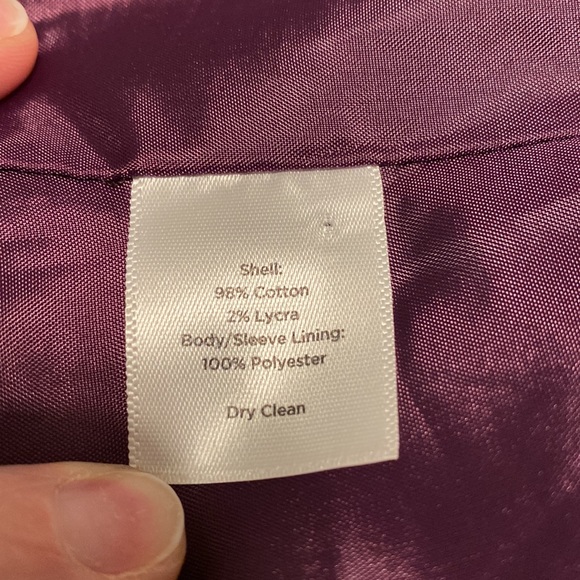 Shell:
98% Cotton
2% Lycra
Body/Sleeve Lining:
100% Polyester
Dry Clean